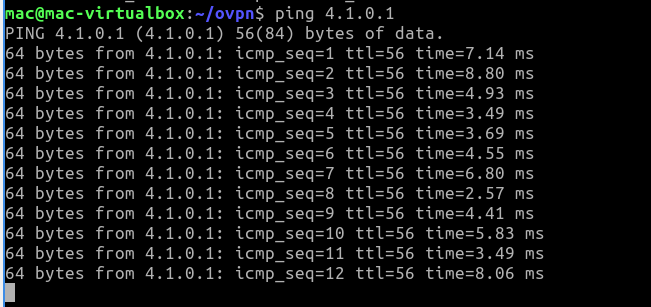 mac@mac-virtualbox:~/ovpn$ ping 4.1.0.1
PING 4.1.0.1 (4.1.0.1) 56(84) bytes of data.
64 bytes from 4.1.0.1: icmp_seq=1 ttl=56 time=7.14 ms
64 bytes from 4.1.0.1: icmp_seq=2 ttl=56 time=8.80 ms
64 bytes from 4.1.0.1: icmp_seq=3 ttl=56 time=4.93 ms
64 bytes from 4.1.0.1: icmp_seq=4 ttl=56 time=3.49 ms
64 bytes from 4.1.0.1: icmp_seq=5 ttl=56 time=3.69 ms
64 bytes from 4.1.0.1: icmp_seq=6 ttl=56 time=4.55 ms
64 bytes from 4.1.0.1: icmp_seq=7 ttl=56 time=6.80 ms
64 bytes from 4.1.0.1: icmp_seq=8 ttl=56 time=2.57 ms
64 bytes from 4.1.0.1: icmp_seq=9 ttl=56 time=4.41 ms
64 bytes from 4.1.0.1: icmp_seq=10 ttl=56 time=5.83 ms
64 bytes from 4.1.0.1: icmp_seq=11 ttl=56 time=3.49 ms
64 bytes from 4.1.0.1: icmp_seq=12 ttl=56 time=8.06 ms